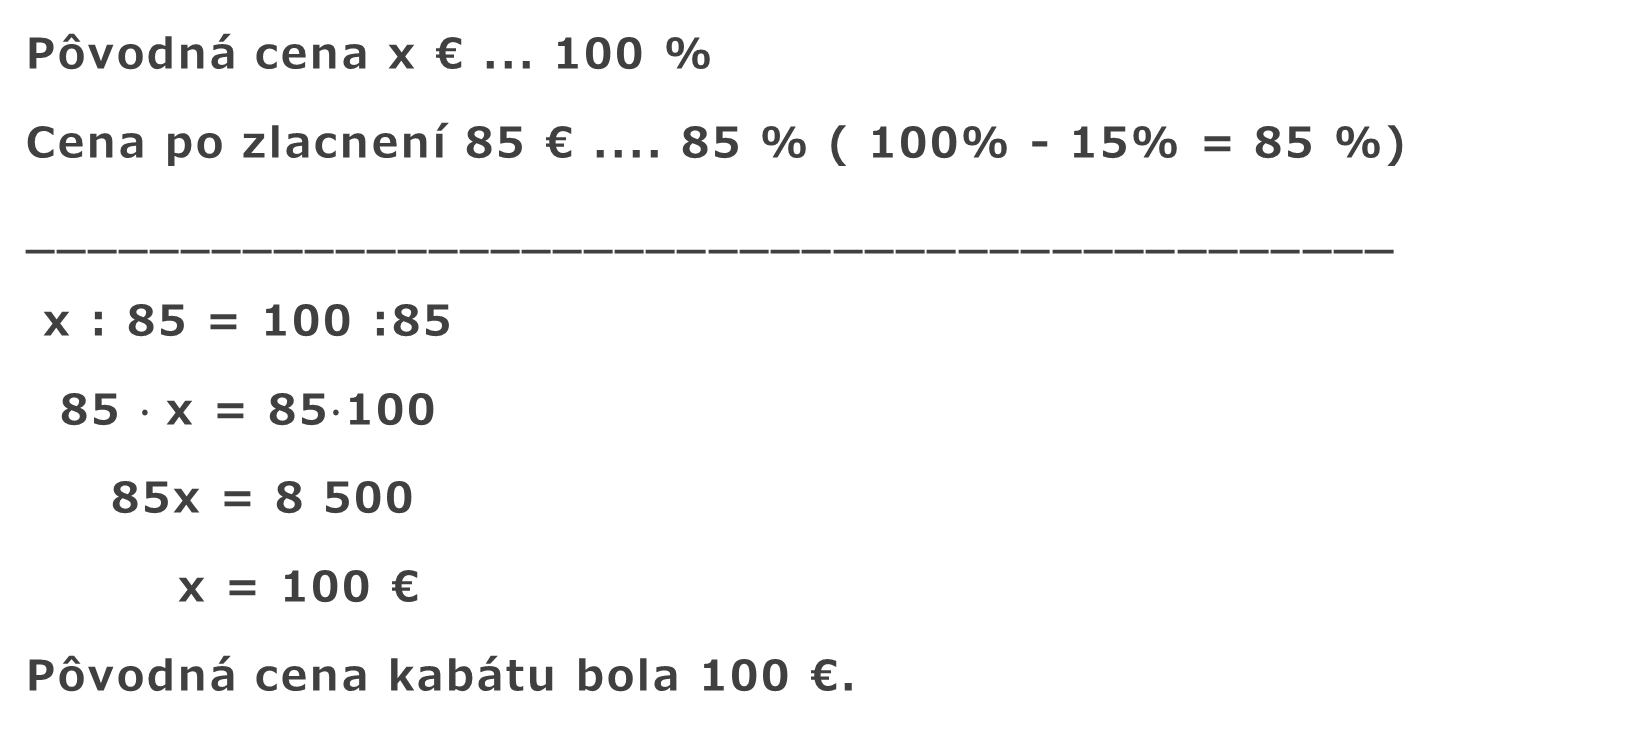 Pôvodná cena x € ... 100 %
Cena po zlacnení 85 € .... 85 % ( 100% - 15% = 85 %)
____________________________________________
x : 85 = 100 :85
85 · x = 85·100
85x = 8 500
x = 100 €
Pôvodná cena kabátu bola 100 €.